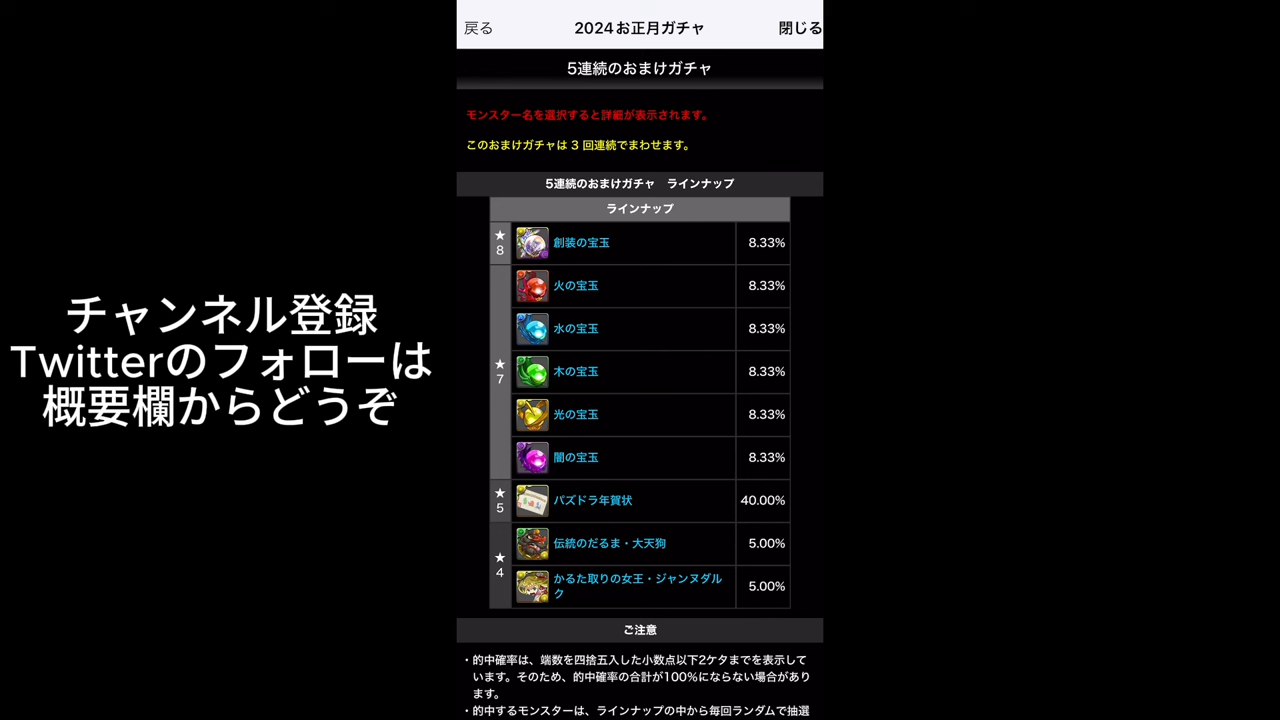 戻る 2024お正月ガチャ 閉じる
5連続のおまけガチャ
モンスター名を選択すると詳細が表示されます。
このおまけガチャは 3 回連続でまわせます。
5連続のおまけガチャ ラインナップ
ラインナップ
★8 創装の宝玉 8.33%
★7 火の宝玉 8.33%
水の宝玉 8.33%
木の宝玉 8.33%
光の宝玉 8.33%
闇の宝玉 8.33%
★5 パズドラ年賀状 40.00%
★4 伝統のだるま・大天狗 5.00%
かるた取りの女王・ジャンヌダル
ク 5.00%
ご注意
・的中確率は、端数を四捨五入した小数点以下2ケタまでを表示して
います。そのため、的中確率の合計が100%にならない場合があり
ます。
・的中するモンスターは、ラインナップの中から毎回ランダムで抽選
チャンネル登録
Twitterのフォローは
概要欄からどうぞ